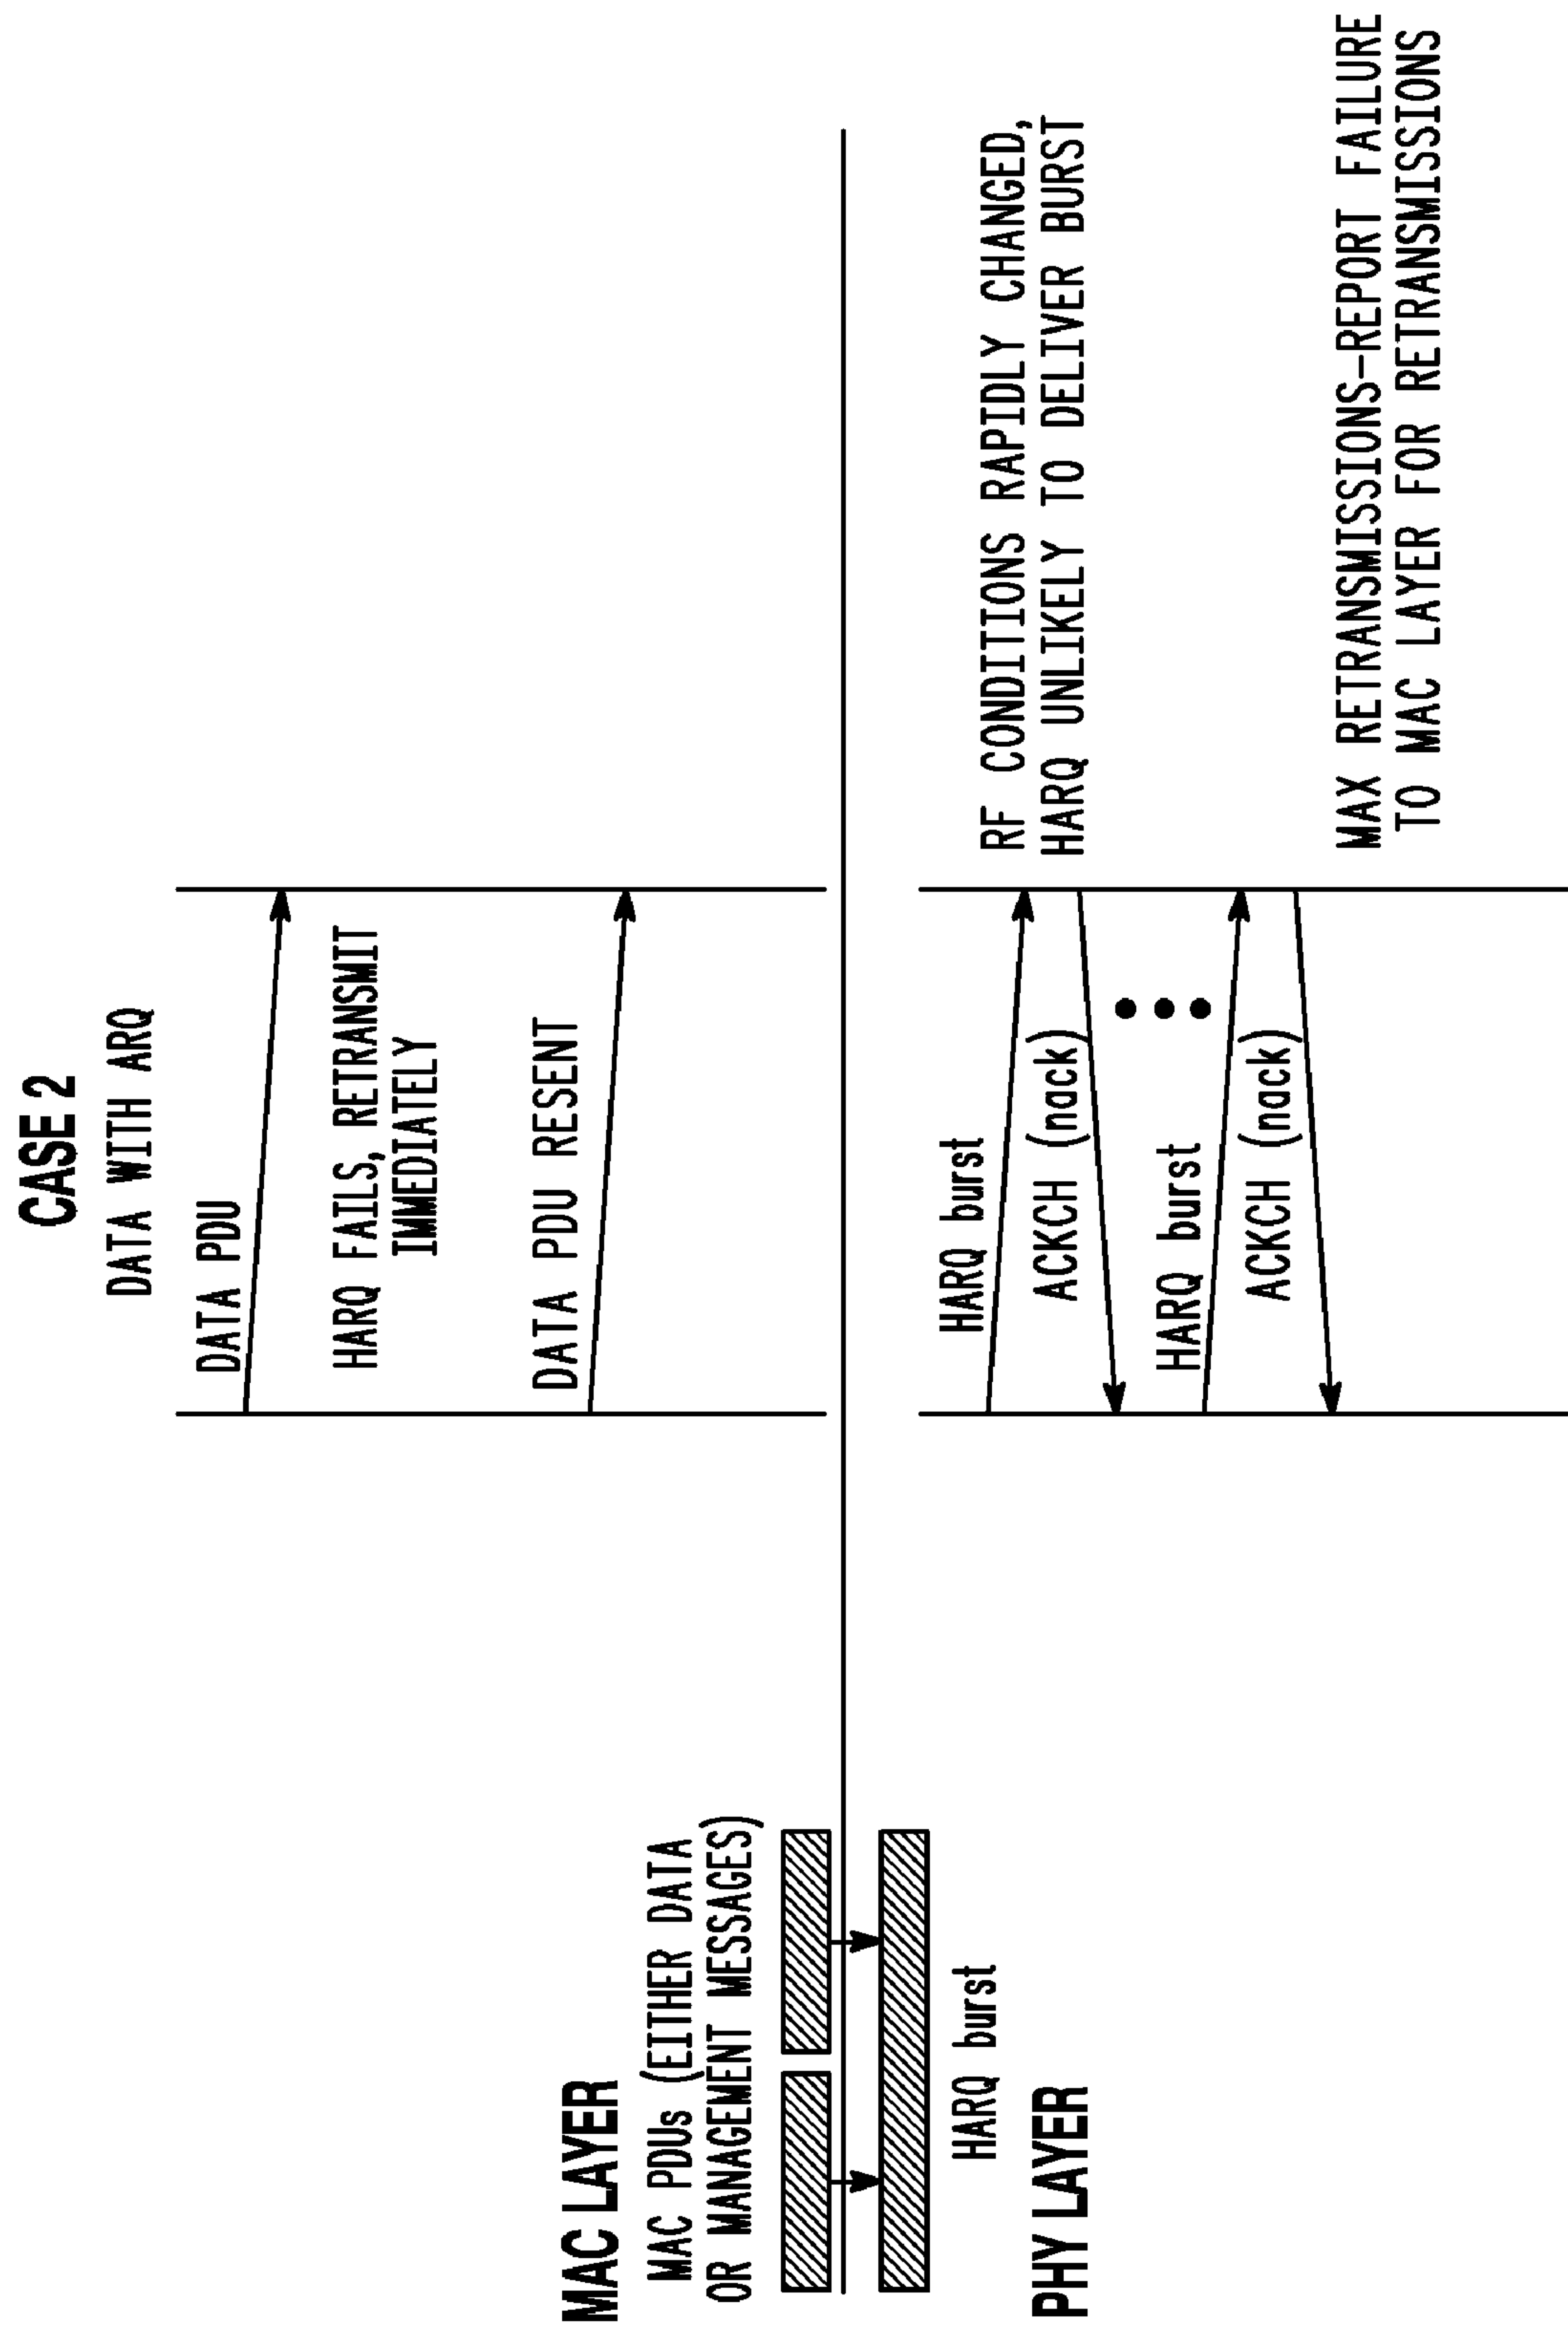 CASE 2
DATA WITH ARQ
DATA PDU
HARQ FAILS, RETRANSMIT
IMMEDIATELY
DATA PDU RESENT
MAC LAYER
MAC PDUs (EITHER DATA
OR MANAGEMENT MESSAGES)
HARQ burst
PHY LAYER
HARQ burst
ACKCH (nack)
HARQ burst
ACKCH (nack)
RF CONDITIONS RAPIDLY CHANGED,
HARQ UNLIKELY TO DELIVER BURST
MAX RETRANSMISSIONS-REPORT FAILURE
TO MAC LAYER FOR RETRANSMISSIONS